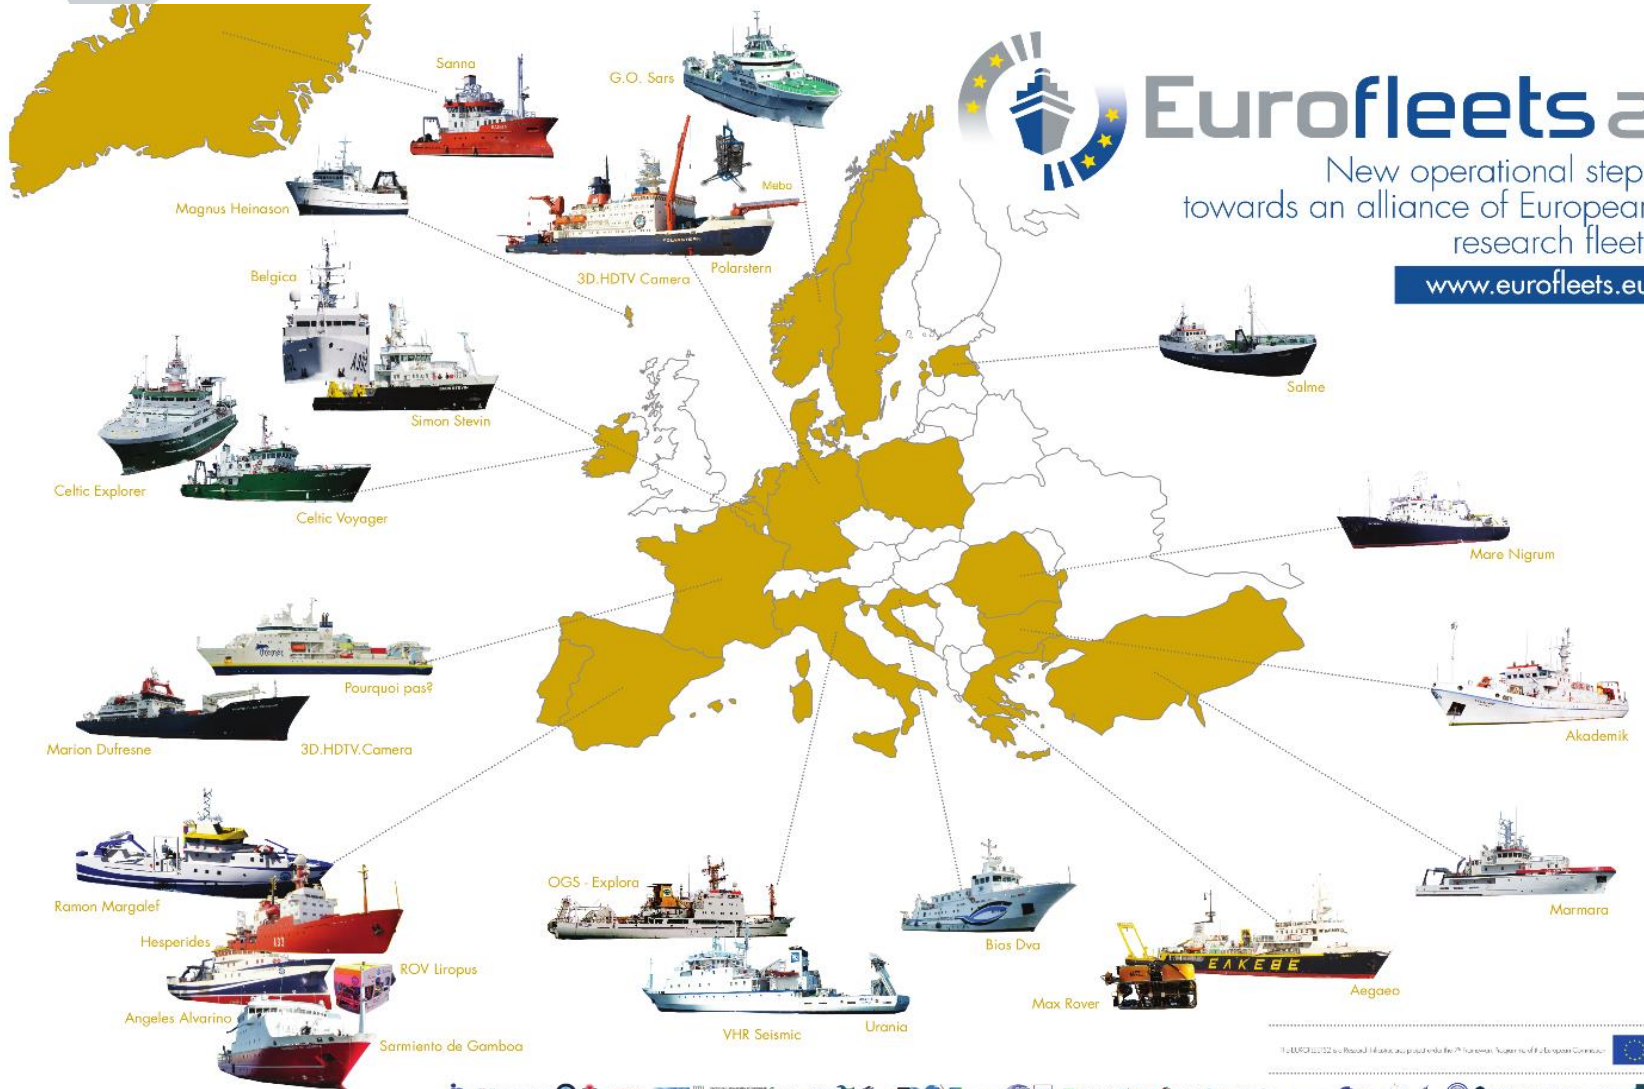 Sanna
G.O. Sars
Eurofleets
New operational step
towards an alliance of European
research fleet
www.eurofleets.eu
Magnus Heinason
Mebo
POLARSTERN
3D.HDTV Camera
Polarstern
Belgica
A962
Simon Stevin
Salme
Celtic Explorer
Celtic Voyager
Mare Nigrum
Pourquoi pas?
Marion Dufresne
3D.HDTV.Camera
Akademik
Ramon Margalef
Hesperides
A33
ROV Liropus
Angeles Alvarino
Sarmiento de Gamboa
OGS - Explora
VHR Seismic
Urania
Bios Dva
Max Rover
ΕΛΚΕΘΕ
Aegaeo
Marmara